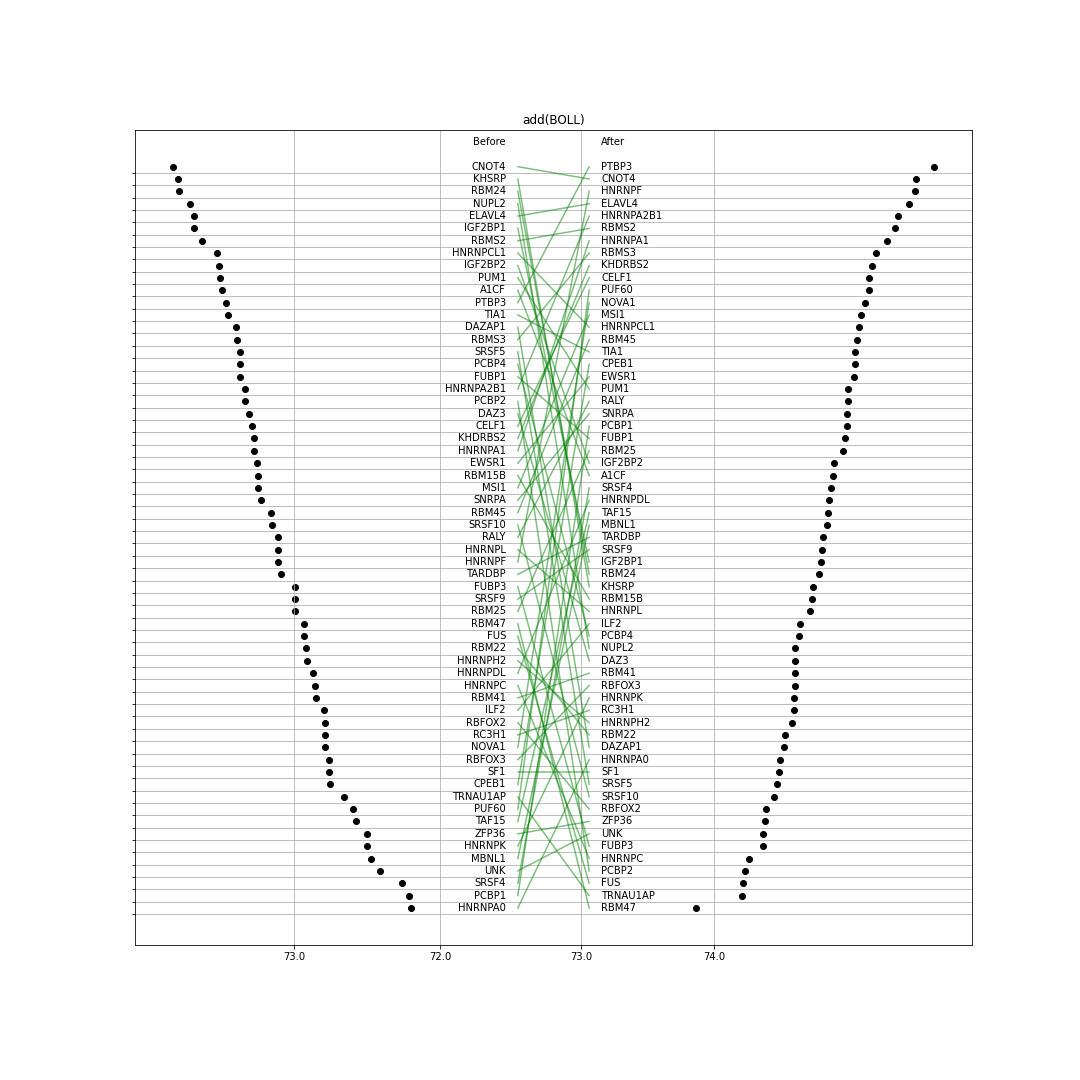 add(BOLL)
Before After
CNOT4 PTBP3
KHSRP CNOT4
RBM24 HNRNPF
NUPL2 ELAVL4
ELAVL4 HNRNPA2B1
IGF2BP1 RBMS2
RBMS2 HNRNPA1
HNRNPCL1 RBMS3
IGF2BP2 KHDRBS2
PUM1 CELF1
A1CF PUF60
PTBP3 NOVA1
TIA1 MSI1
DAZAP1 HNRNPCL1
RBMS3 RBM45
SRSF5 TIA1
PCBP4 CPEB1
FUBP1 EWSR1
HNRNPA2B1 PUM1
PCBP2 RALY
DAZ3 SNRPA
CELF1 PCBP1
KHDRBS2 FUBP1
HNRNPA1 RBM25
EWSR1 IGF2BP2
RBM15B A1CF
MSI1 SRSF4
SNRPA HNRNPDL
RBM45 TAF15
SRSF10 MBNL1
RALY TARDBP
HNRNPL SRSF9
HNRNPF IGF2BP1
TARDBP RBM24
FUBP3 KHSRP
SRSF9 RBM15B
RBM25 HNRNPL
RBM47 ILF2
FUS PCBP4
RBM22 NUPL2
HNRNPH2 DAZ3
HNRNPDL RBM41
HNRNPC RBFOX3
RBM41 HNRNPK
ILF2 RC3H1
RBFOX2 HNRNPH2
RC3H1 RBM22
NOVA1 DAZAP1
RBFOX3 HNRNPA0
SF1 SF1
CPEB1 SRSF5
TRNAU1AP SRSF10
PUF60 RBFOX2
TAF15 ZFP36
ZFP36 UNK
HNRNPK FUBP3
MBNL1 HNRNPC
UNK PCBP2
SRSF4 FUS
PCBP1 TRNAU1AP
HNRNPA0 RBM47
73.0 72.0 73.0 74.0